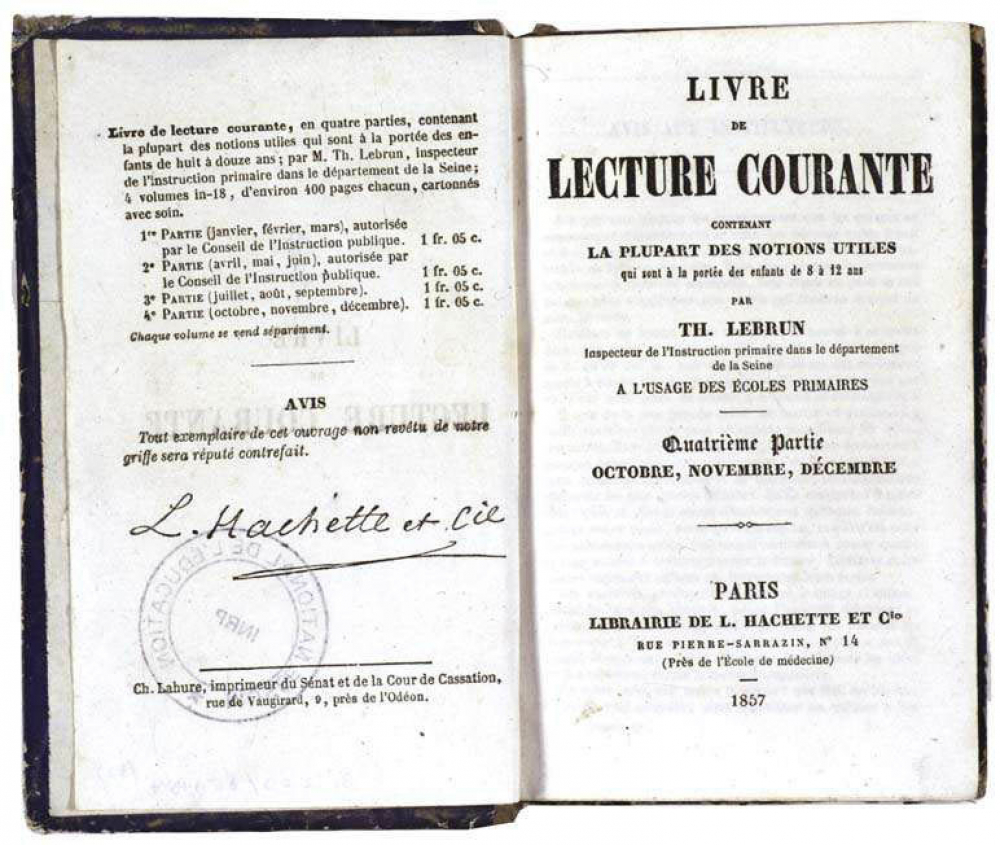 Livre de lecture courante, en quatre parties, contenant
la plupart des notions utiles qui sont à la portée des en-
fants de huit à douze ans; par M. Th. Lebrun, inspecteur
de l'instruction primaire dans le département de la Seine;
4 volumes in-18, d'environ 400 pages chacun, cartonnés
avec soin.
1re PARTIE (janvier, février, mars), autorisée
par le Conseil de l'Instruction publique. 1 fr. 05 c.
2e PARTIE (avril, mai, juin), autorisée par
le Conseil de l'Instruction publique. 1 fr. 05 c.
3e PARTIE (juillet, août, septembre). 1 fr. 05 c.
4e PARTIE (octobre, novembre, décembre). 1 fr. 05 c.
Chaque volume se vend séparément.
AVIS
Tout exemplaire de cet ouvrage non revêtu de notre
griffe sera réputé contrefait.
L. Hachette et Cie
INRP
Ch. Lahure, imprimeur du Sénat et de la Cour de Cassation,
rue de Vaugirard, 9, près de l'Odéon.
LIVRE
DE
LECTURE COURANTE
CONTENANT
LA PLUPART DES NOTIONS UTILES
qui sont à la portée des enfants de 8 à 12 ans
PAR
TH. LEBRUN
Inspecteur de l'Instruction primaire dans le département
de la Seine
A L'USAGE DES ÉCOLES PRIMAIRES
Quatrième Partie
OCTOBRE, NOVEMBRE, DÉCEMBRE
PARIS
LIBRAIRIE DE L. HACHETTE ET Cie
RUE PIERRE-SARRAZIN, N° 14
(Près de l'École de médecine)
1857